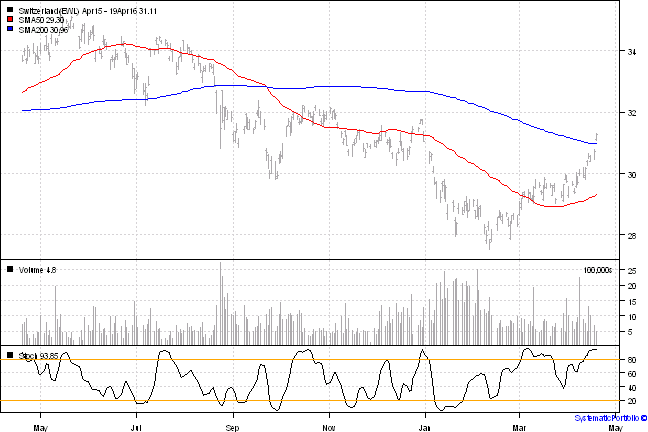 Switzerland(EWL) Apr15 - 19Apr16 31.11
SMA50 29.30
SMA200 30.96
34
32
30
28
Volume 4.8
100,000s
25
20
15
10
5
Stoch 93.85
80
60
40
20
May Jul Sep Nov Jan Mar May
SystematicPortfolio ©